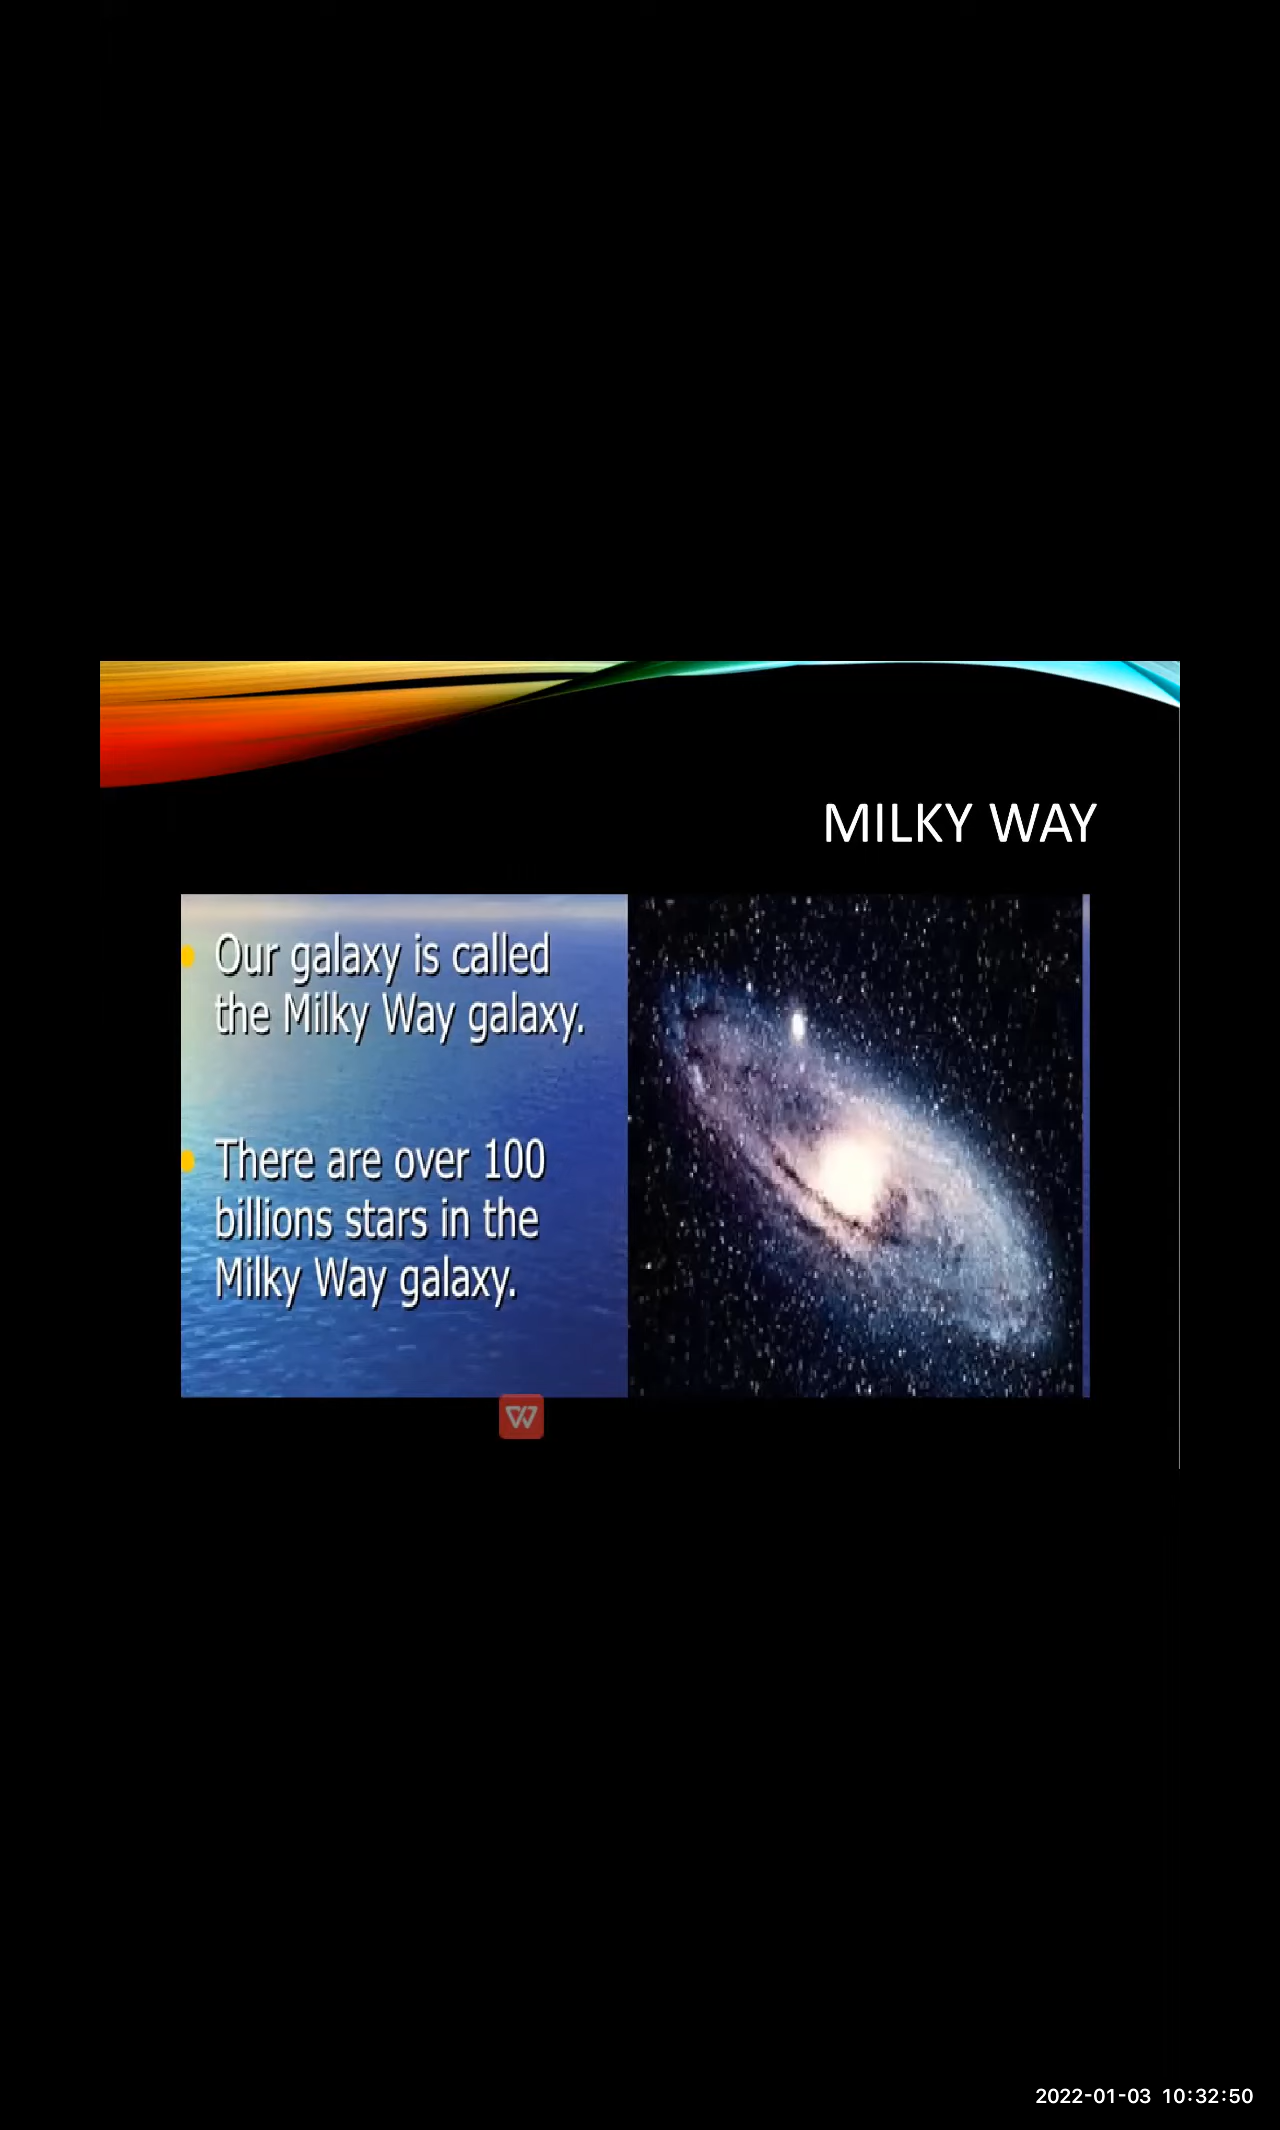 MILKY WAY
Our galaxy is called
the Milky Way galaxy.
There are over 100
billions stars in the
Milky Way galaxy.
2022-01-03 10:32:50